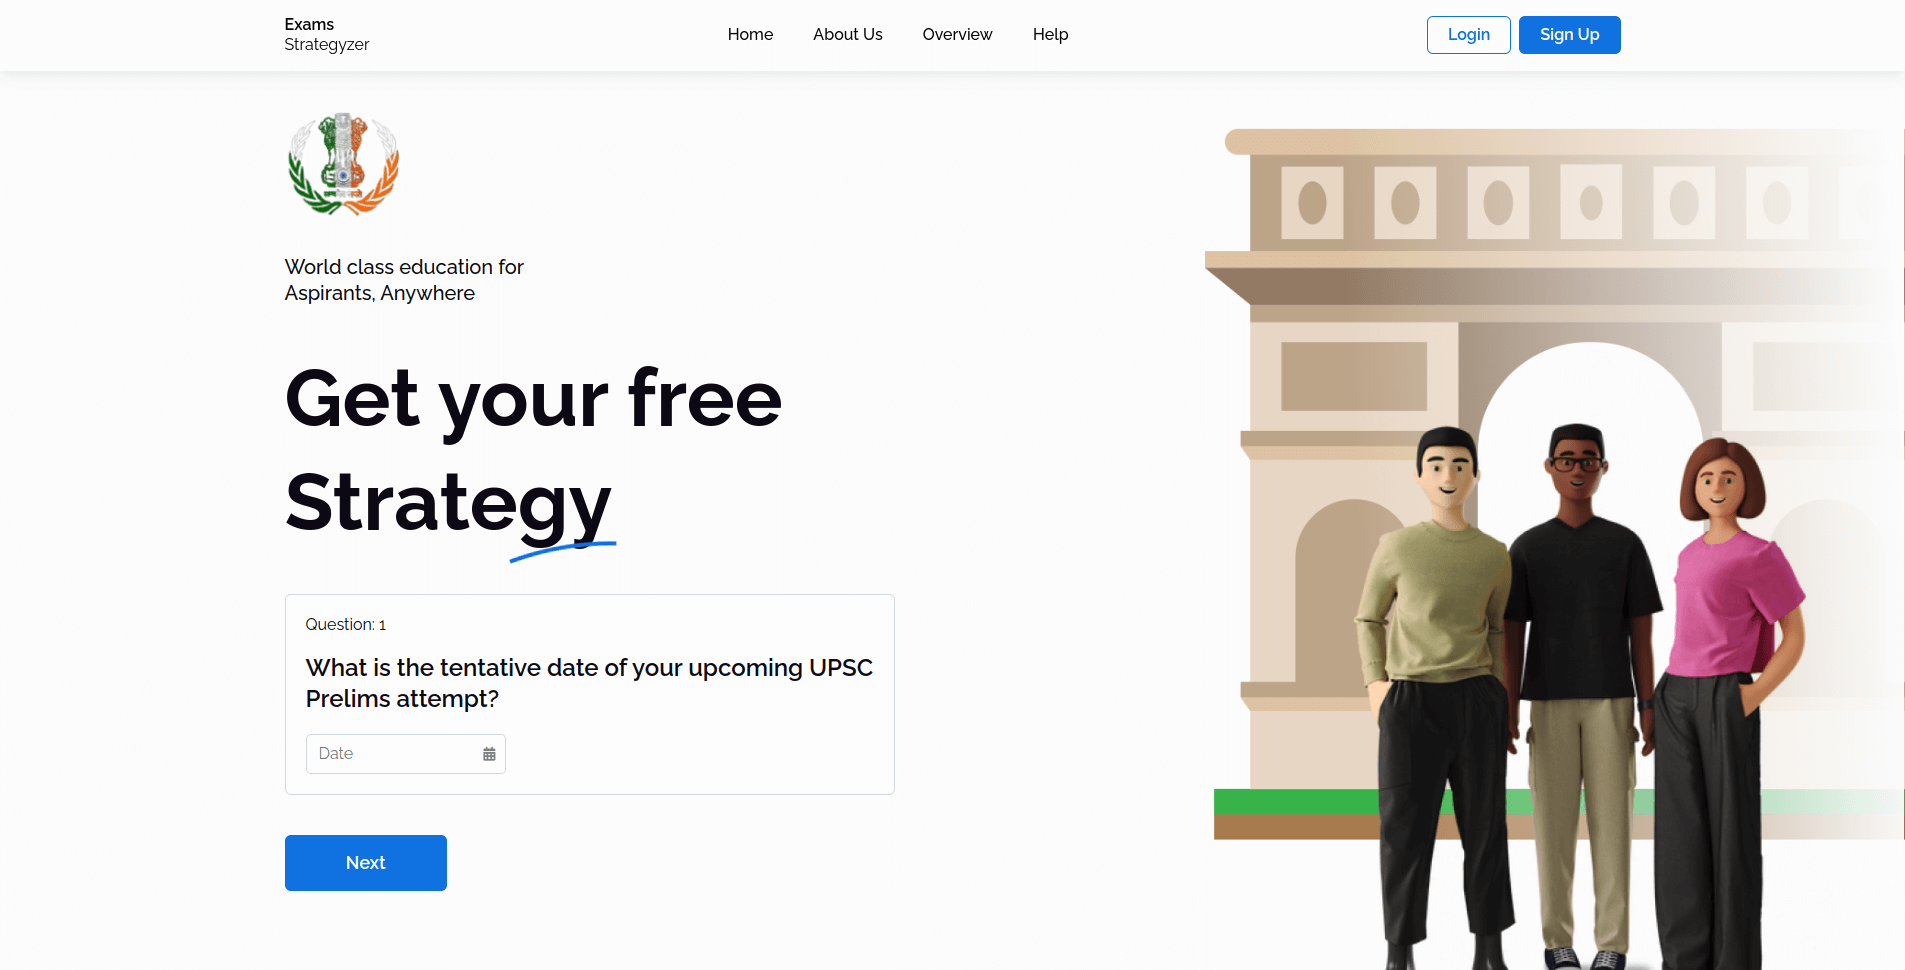 Exams
Strategyzer
Home
About Us
Overview
Help
Login
Sign Up
World class education for
Aspirants, Anywhere
Get your free
Strategy
Question: 1
What is the tentative date of your upcoming UPSC
Prelims attempt?
Date
Next